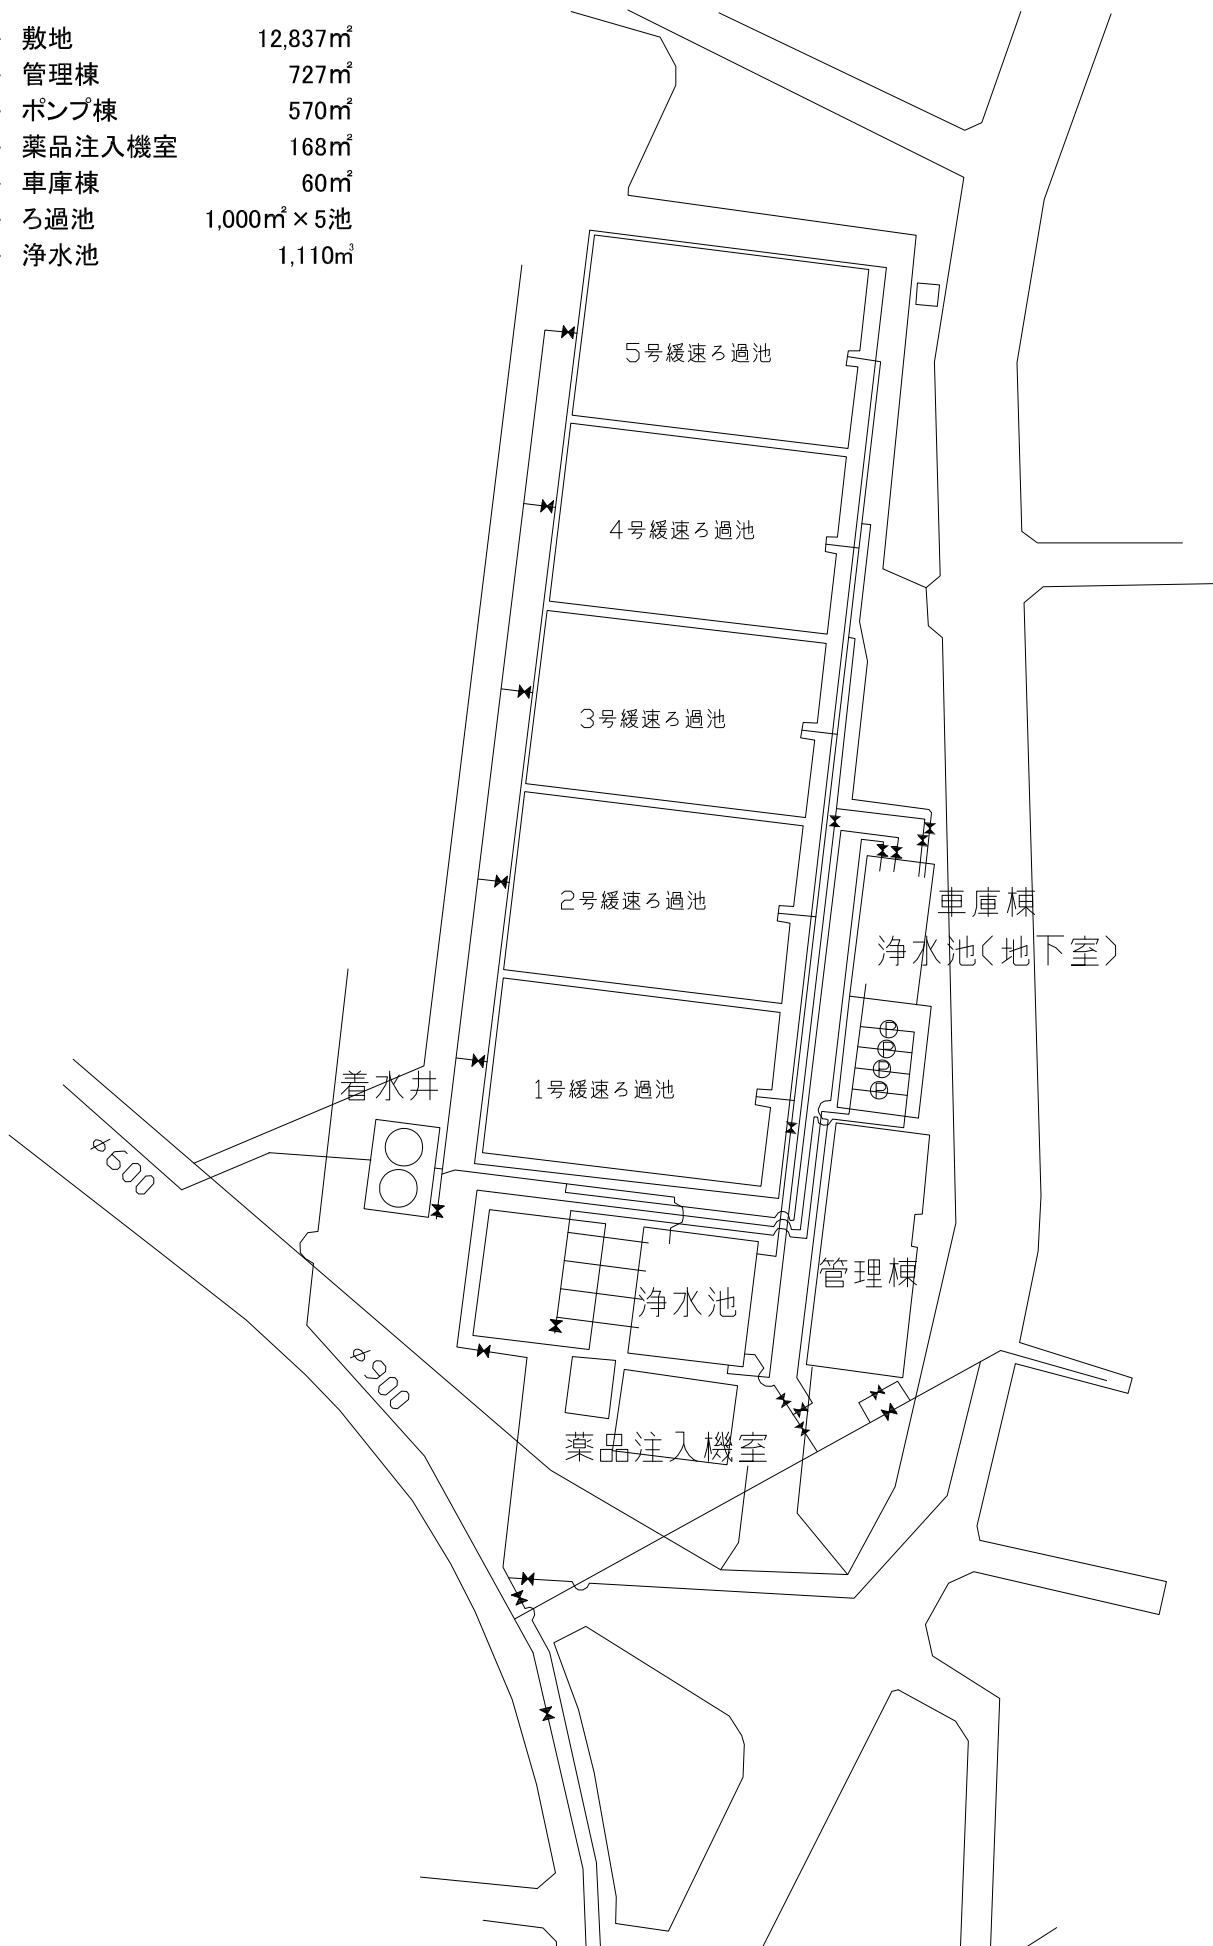 敷地 12,837㎡
管理棟 727㎡
ポンプ棟 570㎡
薬品注入機室 168㎡
車庫棟 60㎡
ろ過池 1,000㎡×5池
浄水池 1,110㎥
5号緩速ろ過池
4号緩速ろ過池
3号緩速ろ過池
2号緩速ろ過池
車庫棟
浄水池(地下室)
P
P
P
P
着水井
1号緩速ろ過池
φ600
管理棟
浄水池
φ900
薬品注入機室